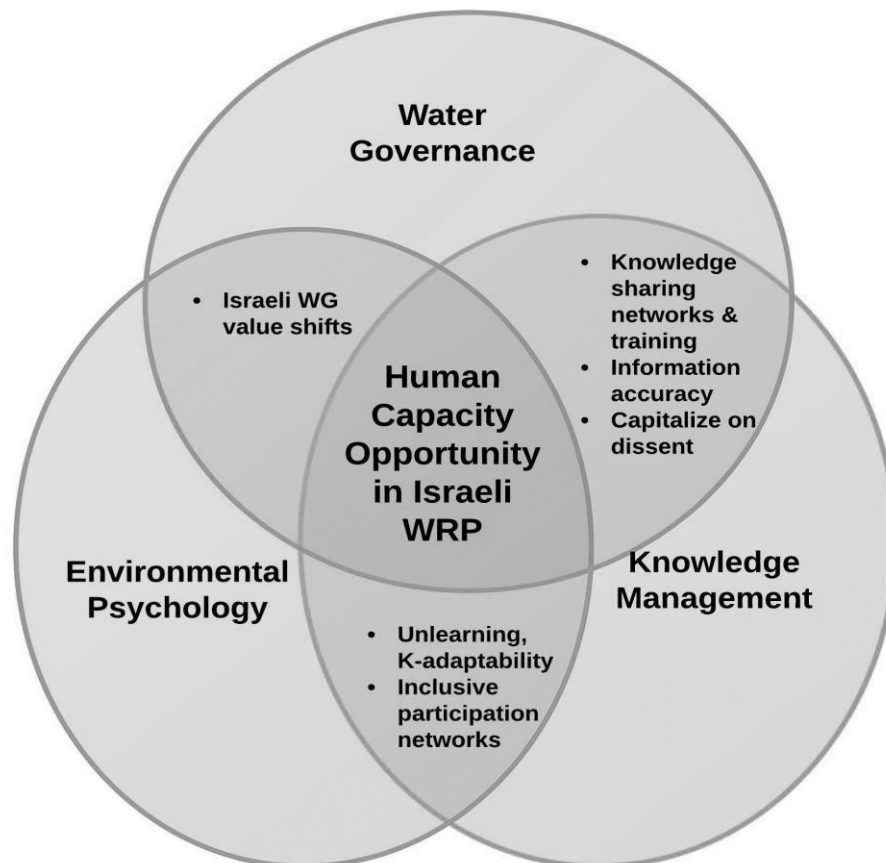 Water
Governance
• Israeli WG
value shifts
• Knowledge
sharing
networks &
training
• Information
accuracy
• Capitalize on
dissent
Human
Capacity
Opportunity
in Israeli
WRP
Environmental
Psychology
Knowledge
Management
• Unlearning,
K-adaptability
• Inclusive
participation
networks